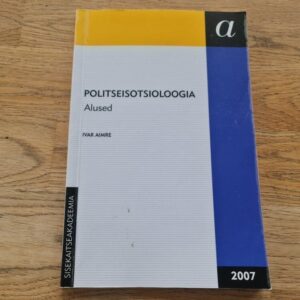 a
POLITSEISOTSIOLOOGIA
Alused
IVAR AIMRE
SISEKAITSEAKADEEMIA
2007